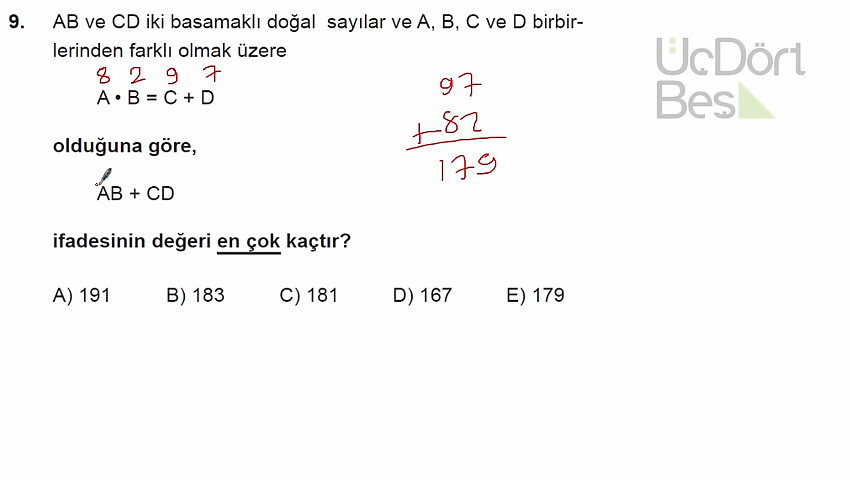 9. AB ve CD iki basamaklı doğal sayılar ve A, B, C ve D birbir-
lerinden farklı olmak üzere
8 2 9 7
A • B = C + D
97
+82
179
olduğuna göre,
AB + CD
ifadesinin değeri en çok kaçtır?
A) 191 B) 183 C) 181 D) 167 E) 179
ÜçDört
Beş